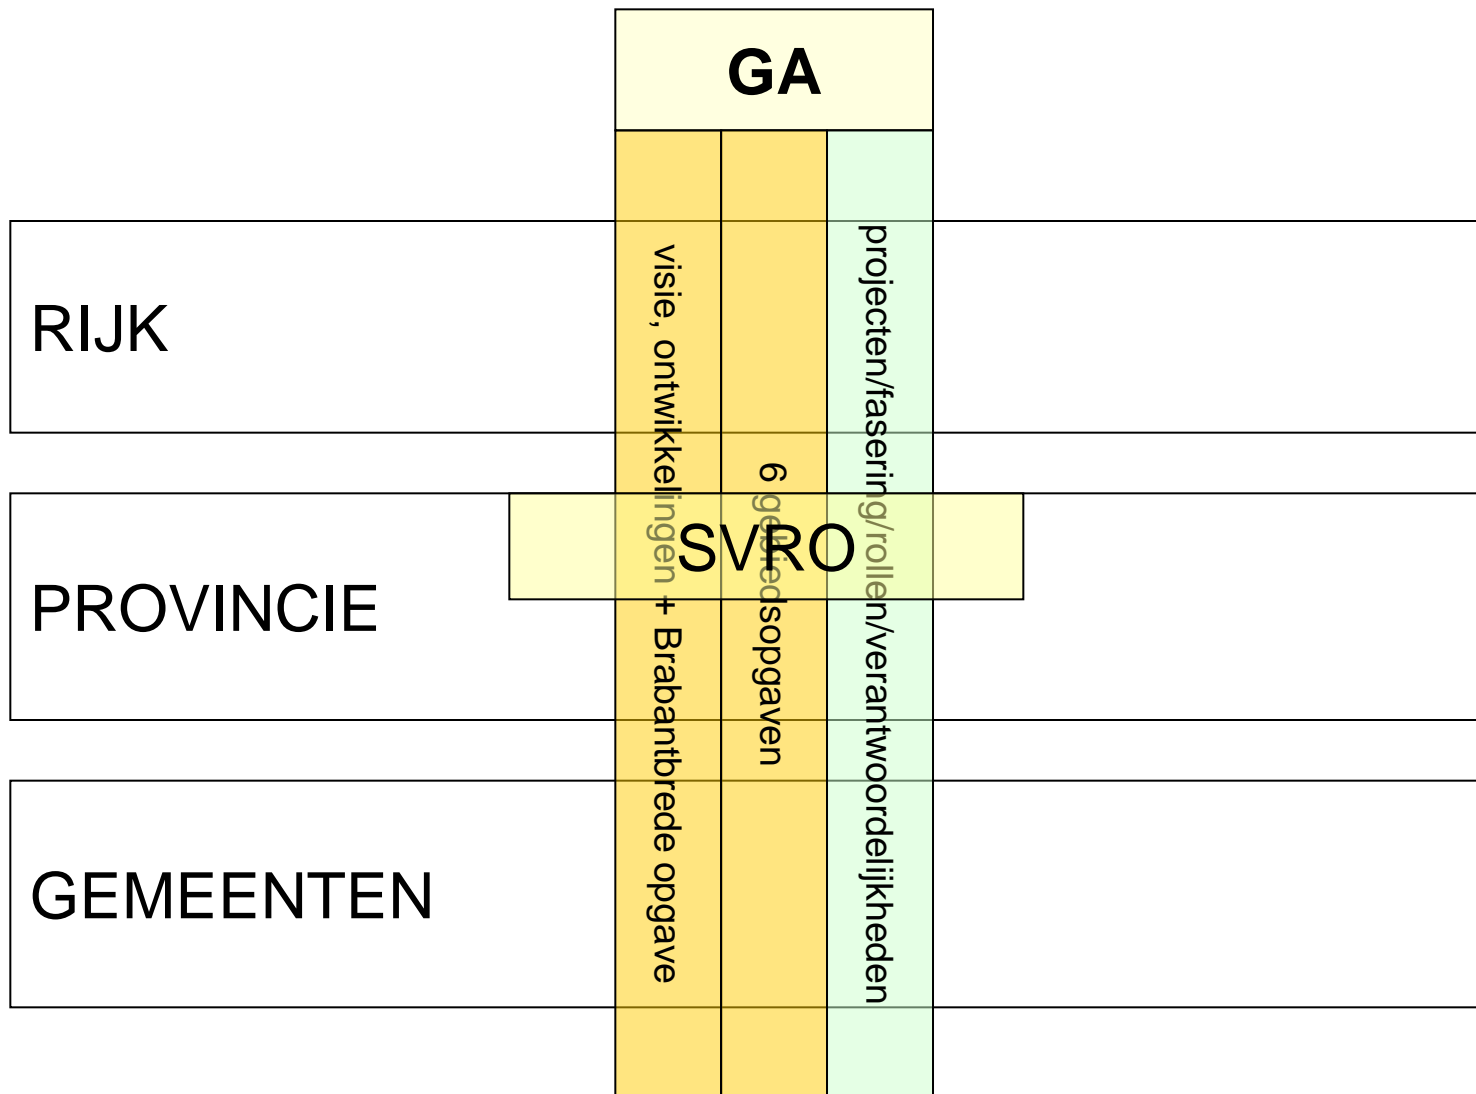 GA
RIJK
PROVINCIE
GEMEENTEN
visie, ontwikkelingen + Brabantbrede opgave
6 gebiedsopgaven
projecten/fasering/rollen/verantwoordelijkheden
SVRO